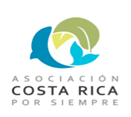 ASOCIACIÓN
COSTA RICA
POR SIEMPRE